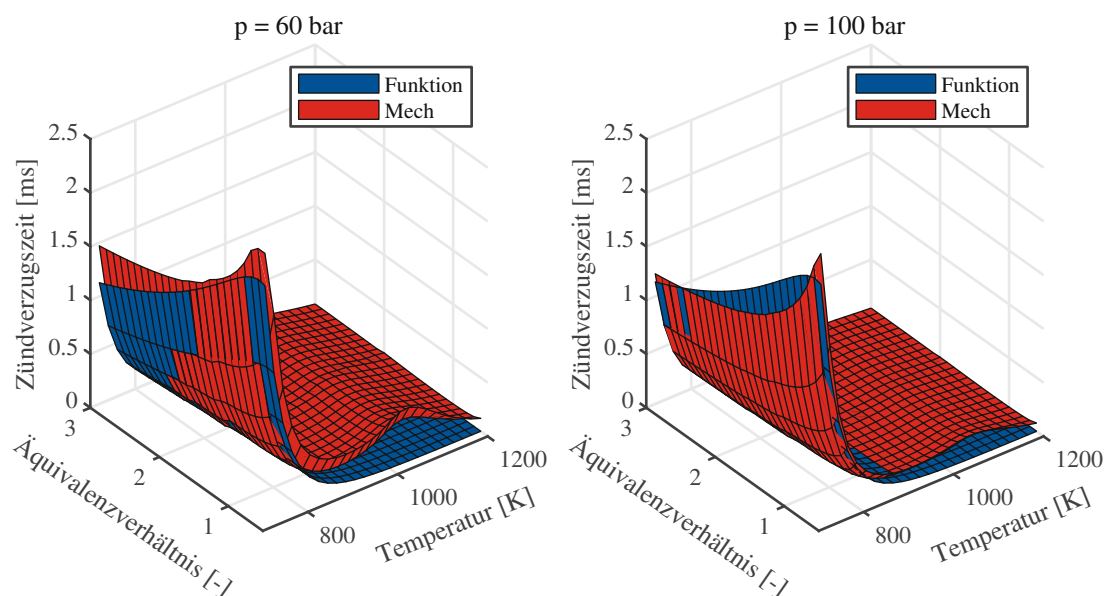 p = 60 bar
Funktion
Mech
2.5
2
1.5
1
0.5
0
Zündverzugszeit [ms]
3
2
1
Äquivalenzverhältnis [-]
800
1000
1200
Temperatur [K]
p = 100 bar
Funktion
Mech
2.5
2
1.5
1
0.5
0
Zündverzugszeit [ms]
3
2
1
Äquivalenzverhältnis [-]
800
1000
1200
Temperatur [K]